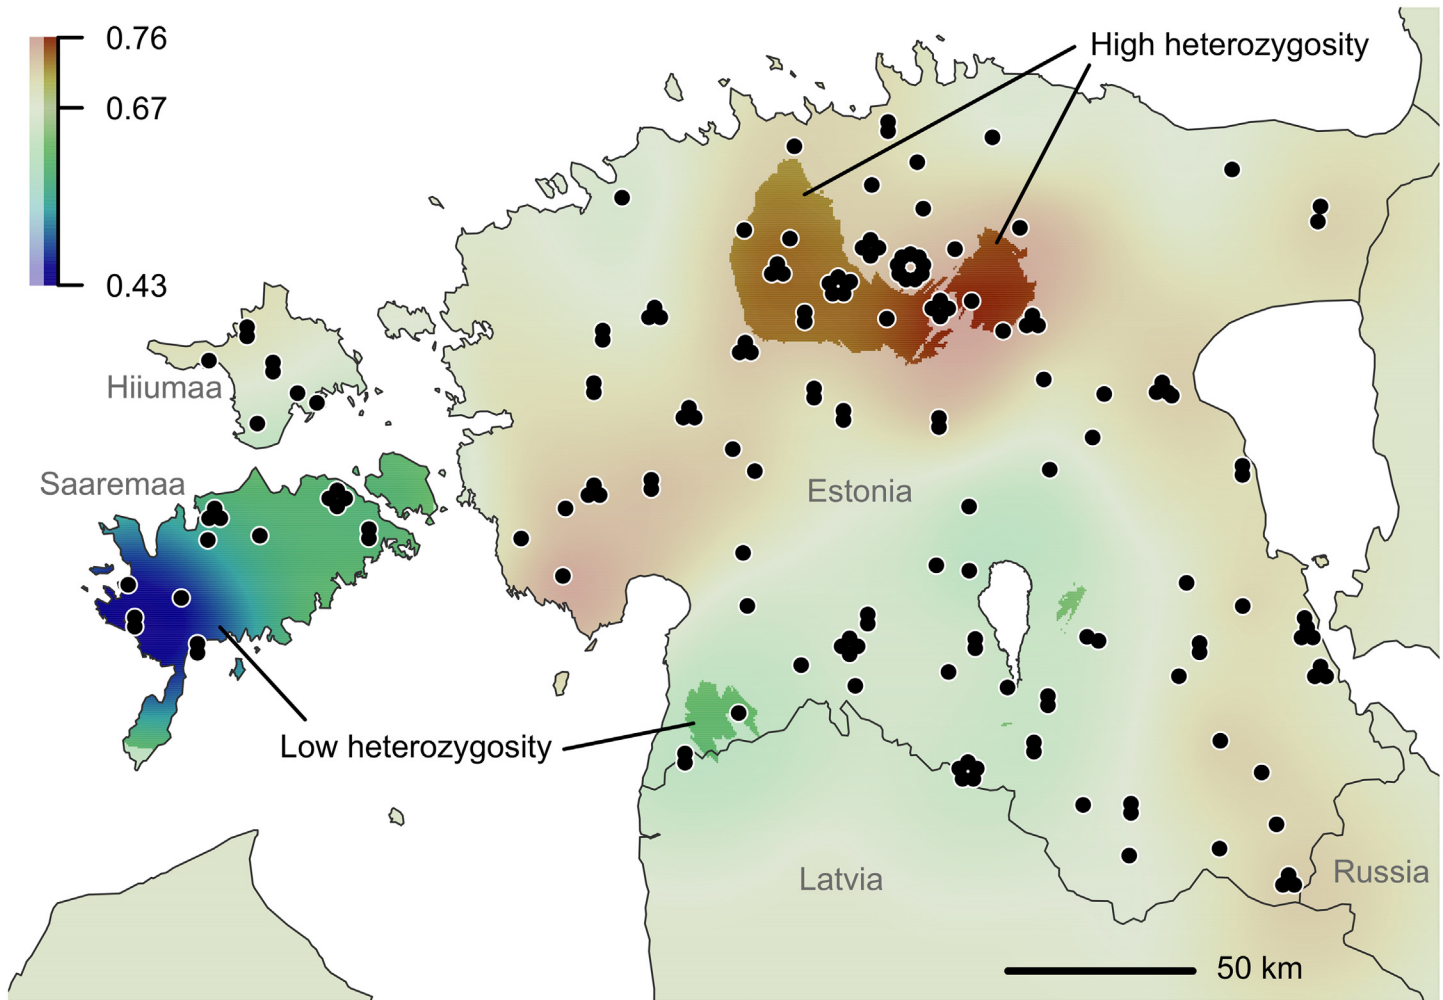 0.76
High heterozygosity
0.67
0.43
Hiiumaa
Saaremaa
Estonia
Low heterozygosity
Latvia
Russia
50 km